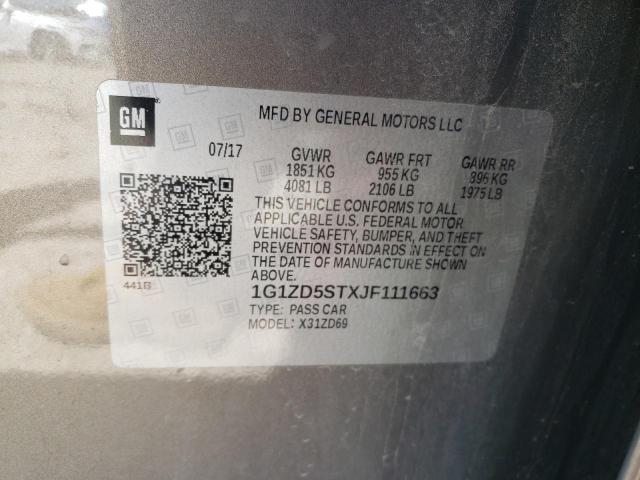 GM
MFD BY GENERAL MOTORS LLC
07/17 GVWR GAWR FRT GAWR RR
1851 KG 955 KG 896 KG
4081 LB 2106 LB 1975 LB
THIS VEHICLE CONFORMS TO ALL
APPLICABLE U.S. FEDERAL MOTOR
VEHICLE SAFETY, BUMPER, AND THEFT
PREVENTION STANDARDS IN EFFECT ON
THE DATE OF MANUFACTURE SHOWN
ABOVE.
441B
1G1ZD5STXJF111663
TYPE: PASS CAR
MODEL: X31ZD69